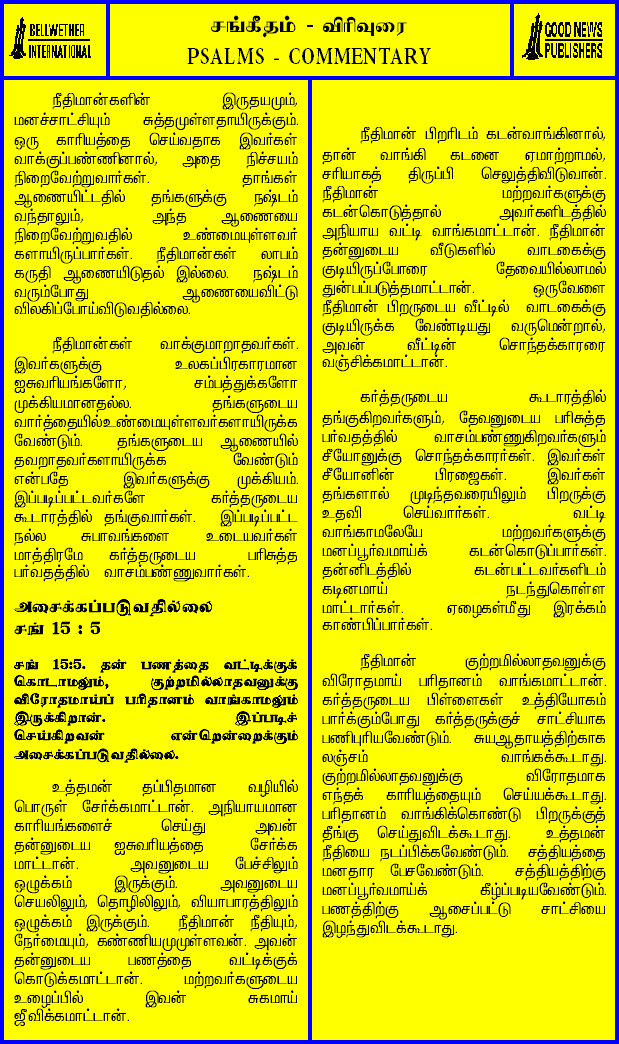 BELLWETHER
INTERNATIONAL
சங்கீதம் - விரிவுரை
PSALMS - COMMENTARY
GOOD NEWS
PUBLISHERS
நீதிமான்களின் இருதயமும்,
மனச்சாட்சியும் சுத்தமுள்ளதாயிருக்கும்.
ஒரு காரியத்தை செய்வதாக இவர்கள்
வாக்குப்பண்ணினால், அதை நிச்சயம்
நிறைவேற்றுவார்கள். தாங்கள்
ஆணையிட்டதில் தங்களுக்கு நஷ்டம்
வந்தாலும், அந்த ஆணையை
நிறைவேற்றுவதில் உண்மையுள்ளவர்
களாயிருப்பார்கள். நீதிமான்கள் லாபம்
கருதி ஆணையிடுதல் இல்லை. நஷ்டம்
வரும்போது ஆணையைவிட்டு
விலகிப்போய்விடுவதில்லை.
நீதிமான்கள் வாக்குமாறாதவர்கள்.
இவர்களுக்கு உலகப்பிரகாரமான
ஐசுவரியங்களோ, சம்பத்துக்களோ
முக்கியமானதல்ல. தங்களுடைய
வார்த்தையில்உண்மையுள்ளவர்களாயிருக்க
வேண்டும். தங்களுடைய ஆணையில்
தவறாதவர்களாயிருக்க வேண்டும்
என்பதே இவர்களுக்கு முக்கியம்.
இப்படிப்பட்டவர்களே கர்த்தருடைய
கூடாரத்தில் தங்குவார்கள். இப்படிப்பட்ட
நல்ல சுபாவங்களை உடையவர்கள்
மாத்திரமே கர்த்தருடைய பரிசுத்த
பர்வதத்தில் வாசம்பண்ணுவார்கள்.
அசைக்கப்படுவதில்லை
சங் 15 : 5
சங் 15:5. தன் பணத்தை வட்டிக்குக்
கொடாமலும், குற்றமில்லாதவனுக்கு
விரோதமாய்ப் பரிதானம் வாங்காமலும்
இருக்கிறான். இப்படிச்
செய்கிறவன் என்றென்றைக்கும்
அசைக்கப்படுவதில்லை.
உத்தமன் தப்பிதமான வழியில்
பொருள் சேர்க்கமாட்டான். அநியாயமான
காரியங்களைச் செய்து அவன்
தன்னுடைய ஐசுவரியத்தை சேர்க்க
மாட்டான். அவனுடைய பேச்சிலும்
ஒழுக்கம் இருக்கும். அவனுடைய
செயலிலும், தொழிலிலும், வியாபாரத்திலும்
ஒழுக்கம் இருக்கும். நீதிமான் நீதியும்,
நேர்மையும், கண்ணியமுமுள்ளவன். அவன்
தன்னுடைய பணத்தை வட்டிக்குக்
கொடுக்கமாட்டான். மற்றவர்களுடைய
உழைப்பில் இவன் சுகமாய்
ஜீவிக்கமாட்டான்.
நீதிமான் பிறரிடம் கடன்வாங்கினால்,
தான் வாங்கி கடனை ஏமாற்றாமல்,
சரியாகத் திருப்பி செலுத்திவிடுவான்.
நீதிமான் மற்றவர்களுக்கு
கடன்கொடுத்தால் அவர்களிடத்தில்
அநியாய வட்டி வாங்கமாட்டான். நீதிமான்
தன்னுடைய வீடுகளில் வாடகைக்கு
குடியிருப்போரை தேவையில்லாமல்
துன்பப்படுத்தமாட்டான். ஒருவேளை
நீதிமான் பிறருடைய வீட்டில் வாடகைக்கு
குடியிருக்க வேண்டியது வருமென்றால்,
அவன் வீட்டின் சொந்தக்காரரை
வஞ்சிக்கமாட்டான்.
கர்த்தருடைய கூடாரத்தில்
தங்குகிறவர்களும், தேவனுடைய பரிசுத்த
பர்வதத்தில் வாசம்பண்ணுகிறவர்களும்
சீயோனுக்கு சொந்தக்காரர்கள். இவர்கள்
சீயோனின் பிரஜைகள். இவர்கள்
தங்களால் முடிந்தவரையிலும் பிறருக்கு
உதவி செய்வார்கள். வட்டி
வாங்காமலேயே மற்றவர்களுக்கு
மனப்பூர்வமாய்க் கடன்கொடுப்பார்கள்.
தன்னிடத்தில் கடன்பட்டவர்களிடம்
கடினமாய் நடந்துகொள்ள
மாட்டார்கள். ஏழைகள்மீது இரக்கம்
காண்பிப்பார்கள்.
நீதிமான் குற்றமில்லாதவனுக்கு
விரோதமாய் பரிதானம் வாங்கமாட்டான்.
கர்த்தருடைய பிள்ளைகள் உத்தியோகம்
பார்க்கும்போது கர்த்தருக்குச் சாட்சியாக
பணிபுரியவேண்டும். சுயஆதாயத்திற்காக
லஞ்சம் வாங்கக்கூடாது.
குற்றமில்லாதவனுக்கு விரோதமாக
எந்தக் காரியத்தையும் செய்யக்கூடாது.
பரிதானம் வாங்கிக்கொண்டு பிறருக்குத்
தீங்கு செய்துவிடக்கூடாது. உத்தமன்
நீதியை நடப்பிக்கவேண்டும். சத்தியத்தை
மனதார பேசவேண்டும். சத்தியத்திற்கு
மனப்பூர்வமாய்க் கீழ்ப்படியவேண்டும்.
பணத்திற்கு ஆசைப்பட்டு சாட்சியை
இழந்துவிடக்கூடாது.